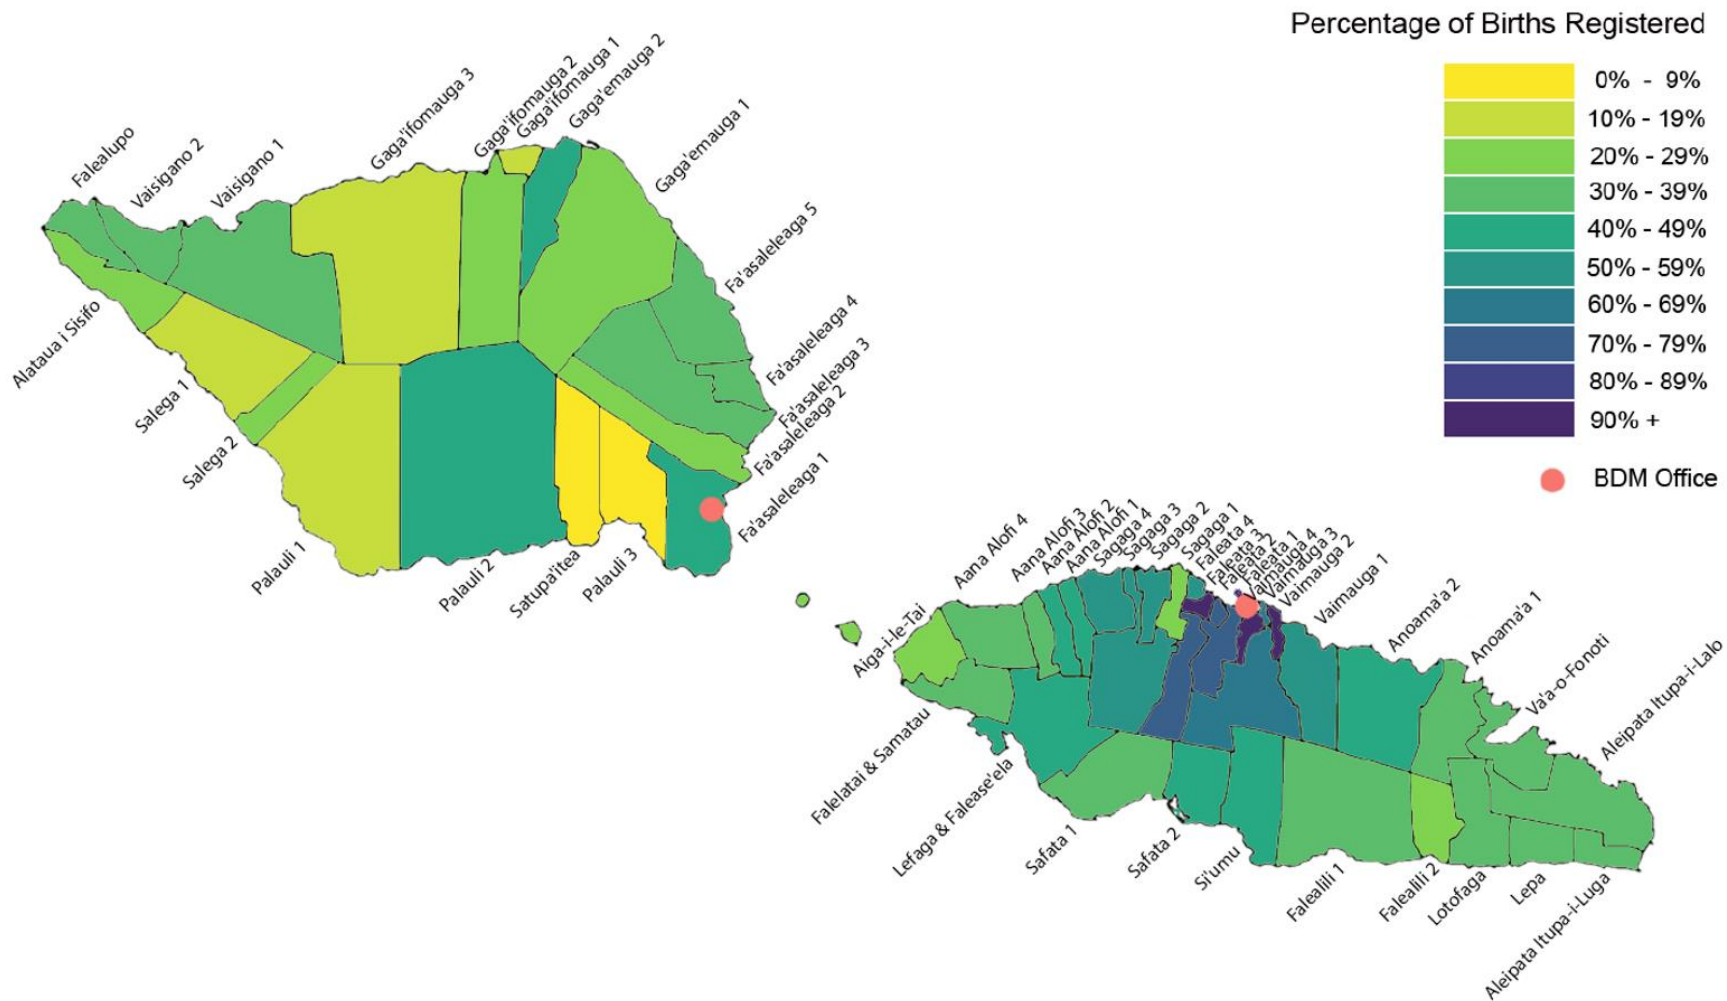 Percentage of Births Registered
0% - 9%
10% - 19%
20% - 29%
30% - 39%
40% - 49%
50% - 59%
60% - 69%
70% - 79%
80% - 89%
90% +
BDM Office
Falealupo
Vaisigano 2
Vaisigano 1
Gaga'ifomauga 3
Gaga'ifomauga 2
Gaga'ifomauga 1
Gaga'emauga 2
Gaga'emauga 1
Fa'asaleleaga 5
Fa'asaleleaga 4
Fa'asaleleaga 3
Fa'asaleleaga 2
Fa'asaleleaga 1
Alataua i Sisifo
Salega 1
Salega 2
Palauli 1
Palauli 2
Satupa'itea
Palauli 3
Aiga-i-le-Tai
Aana Alofi 4
Aana Alofi 3
Aana Alofi 2
Aana Alofi 1
Sagaga 4
Sagaga 3
Sagaga 2
Sagaga 1
Faleata 4
Faleata 3
Faleata 2
Faleata 1
Vaimauga 4
Vaimauga 3
Vaimauga 2
Vaimauga 1
Anoama'a 2
Anoama'a 1
Va'a-o-Fonoti
Aleipata Itupa-i-Lalo
Falelatai & Samatau
Lefaga & Falease'ela
Safata 1
Safata 2
Si'umu
Falealili 1
Falealili 2
Lotofaga
Lepa
Aleipata Itupa-i-Luga